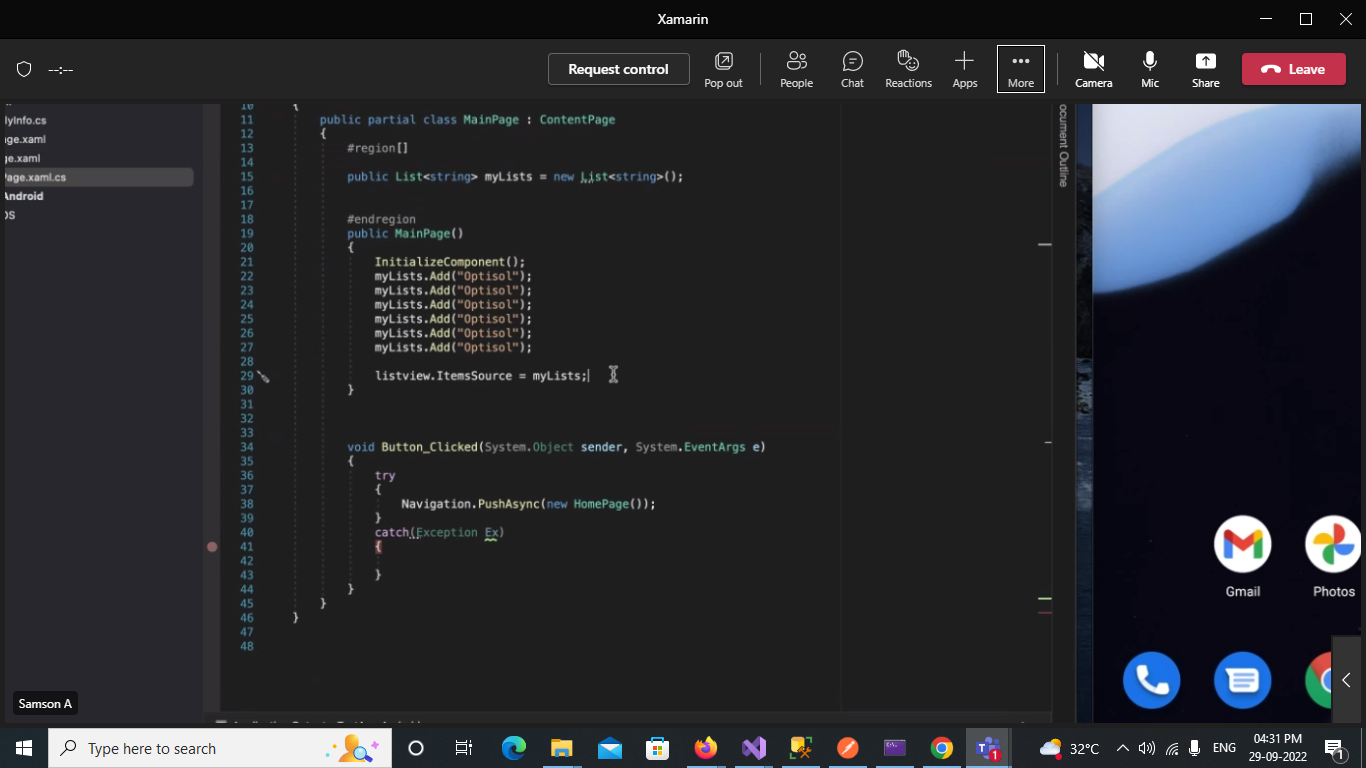 Xamarin
--:--
Request control
Pop out
People
Chat
Reactions
Apps
More
Camera
Mic
Share
Leave
lyInfo.cs
age.xaml
ge.xaml
Page.xaml.cs
Android
OS
10 {
11 public partial class MainPage : ContentPage
12 {
13 #region[]
14
15 public List<string> myLists = new List<string>();
16
17
18 #endregion
19 public MainPage()
20 {
21 InitializeComponent();
22 myLists.Add("Optisol");
23 myLists.Add("Optisol");
24 myLists.Add("Optisol");
25 myLists.Add("Optisol");
26 myLists.Add("Optisol");
27 myLists.Add("Optisol");
28
29 listview.ItemsSource = myLists;
30 }
31
32
33
34 void Button_Clicked(System.Object sender, System.EventArgs e)
35 {
36 try
37 {
38 Navigation.PushAsync(new HomePage());
39 }
40 catch(Exception Ex)
41 {
42
43 }
44 }
45 }
46 }
47
48
ocument Outline
Gmail
Photos
Samson A
Type here to search
1
32°C
ENG
04:31 PM
29-09-2022
1